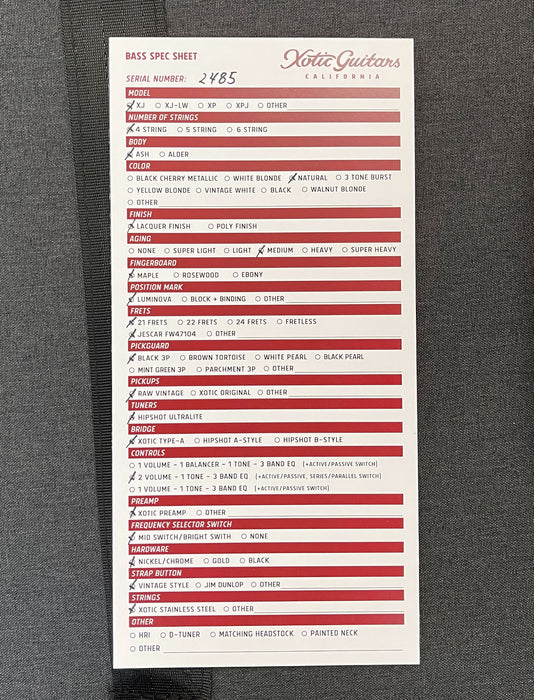 BASS SPEC SHEET
Xotic Guitars
CALIFORNIA
SERIAL NUMBER: 2485
MODEL
XJ ○ XJ-LW ○ XP ○ XPJ ○ OTHER
NUMBER OF STRINGS
4 STRING ○ 5 STRING ○ 6 STRING
BODY
ASH ○ ALDER
COLOR
○ BLACK CHERRY METALLIC ○ WHITE BLONDE NATURAL ○ 3 TONE BURST
○ YELLOW BLONDE ○ VINTAGE WHITE ○ BLACK ○ WALNUT BLONDE
○ OTHER
FINISH
LACQUER FINISH ○ POLY FINISH
AGING
○ NONE ○ SUPER LIGHT ○ LIGHT MEDIUM ○ HEAVY ○ SUPER HEAVY
FINGERBOARD
MAPLE ○ ROSEWOOD ○ EBONY
POSITION MARK
LUMINOVA ○ BLOCK + BINDING ○ OTHER
FRETS
21 FRETS ○ 22 FRETS ○ 24 FRETS ○ FRETLESS
JESCAR FW47104 ○ OTHER
PICKGUARD
BLACK 3P ○ BROWN TORTOISE ○ WHITE PEARL ○ BLACK PEARL
○ MINT GREEN 3P ○ PARCHMENT 3P ○ OTHER
PICKUPS
RAW VINTAGE ○ XOTIC ORIGINAL ○ OTHER
TUNERS
HIPSHOT ULTRALITE
BRIDGE
XOTIC TYPE-A ○ HIPSHOT A-STYLE ○ HIPSHOT B-STYLE
CONTROLS
○ 1 VOLUME - 1 BALANCER - 1 TONE - 3 BAND EQ (+ACTIVE/PASSIVE SWITCH)
2 VOLUME - 1 TONE - 3 BAND EQ (+ACTIVE/PASSIVE, SERIES/PARALLEL SWITCH)
○ 1 VOLUME - 1 TONE - 3 BAND EQ (+ACTIVE/PASSIVE SWITCH)
PREAMP
XOTIC PREAMP ○ OTHER
FREQUENCY SELECTOR SWITCH
MID SWITCH/BRIGHT SWITH ○ NONE
HARDWARE
NICKEL/CHROME ○ GOLD ○ BLACK
STRAP BUTTON
VINTAGE STYLE ○ JIM DUNLOP ○ OTHER
STRINGS
XOTIC STAINLESS STEEL ○ OTHER
OTHER
○ HRI ○ D-TUNER ○ MATCHING HEADSTOCK ○ PAINTED NECK
○ OTHER